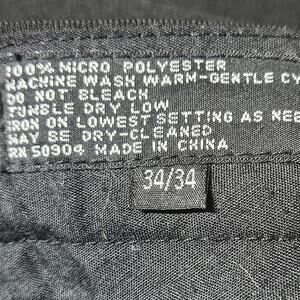 100% MICRO POLYESTER
MACHINE WASH WARM-GENTLE CY
DO NOT BLEACH
TUMBLE DRY LOW
IRON ON LOWEST SETTING AS NEE
MAY BE DRY-CLEANED
RN 50904 MADE IN CHINA
34/34